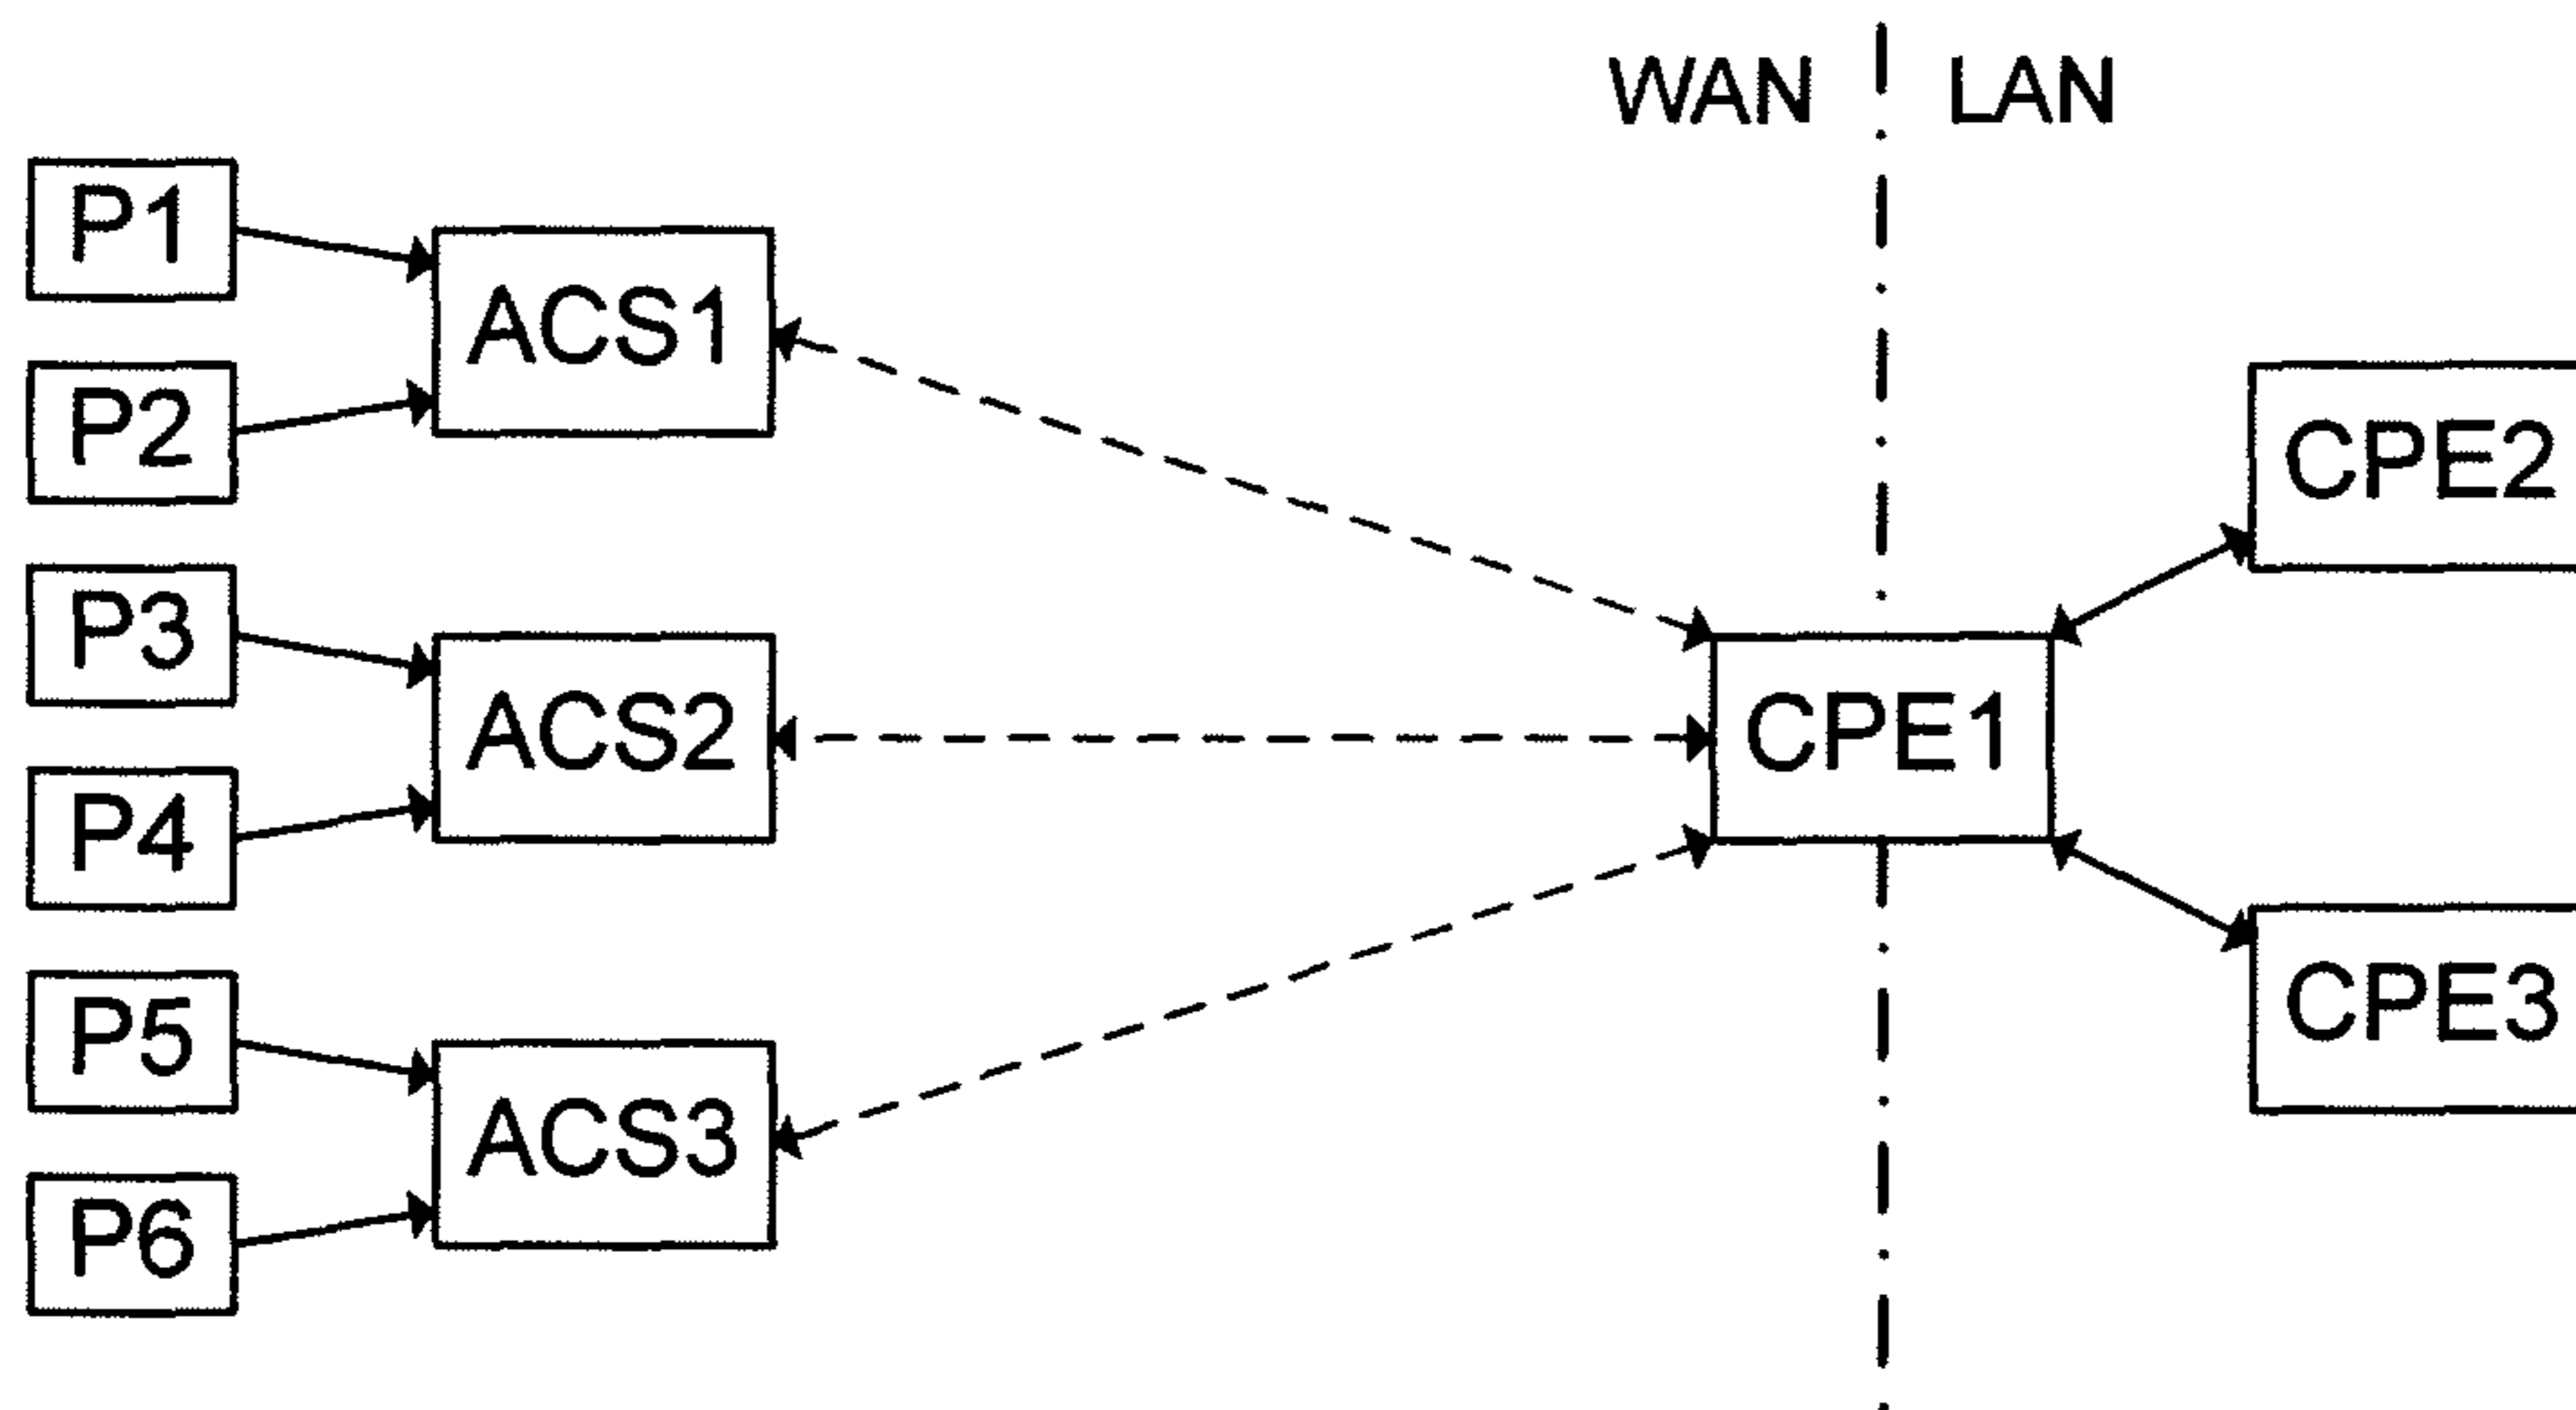 WAN LAN
P1
ACS1
P2
CPE2
P3
ACS2
CPE1
P4
P5
CPE3
ACS3
P6